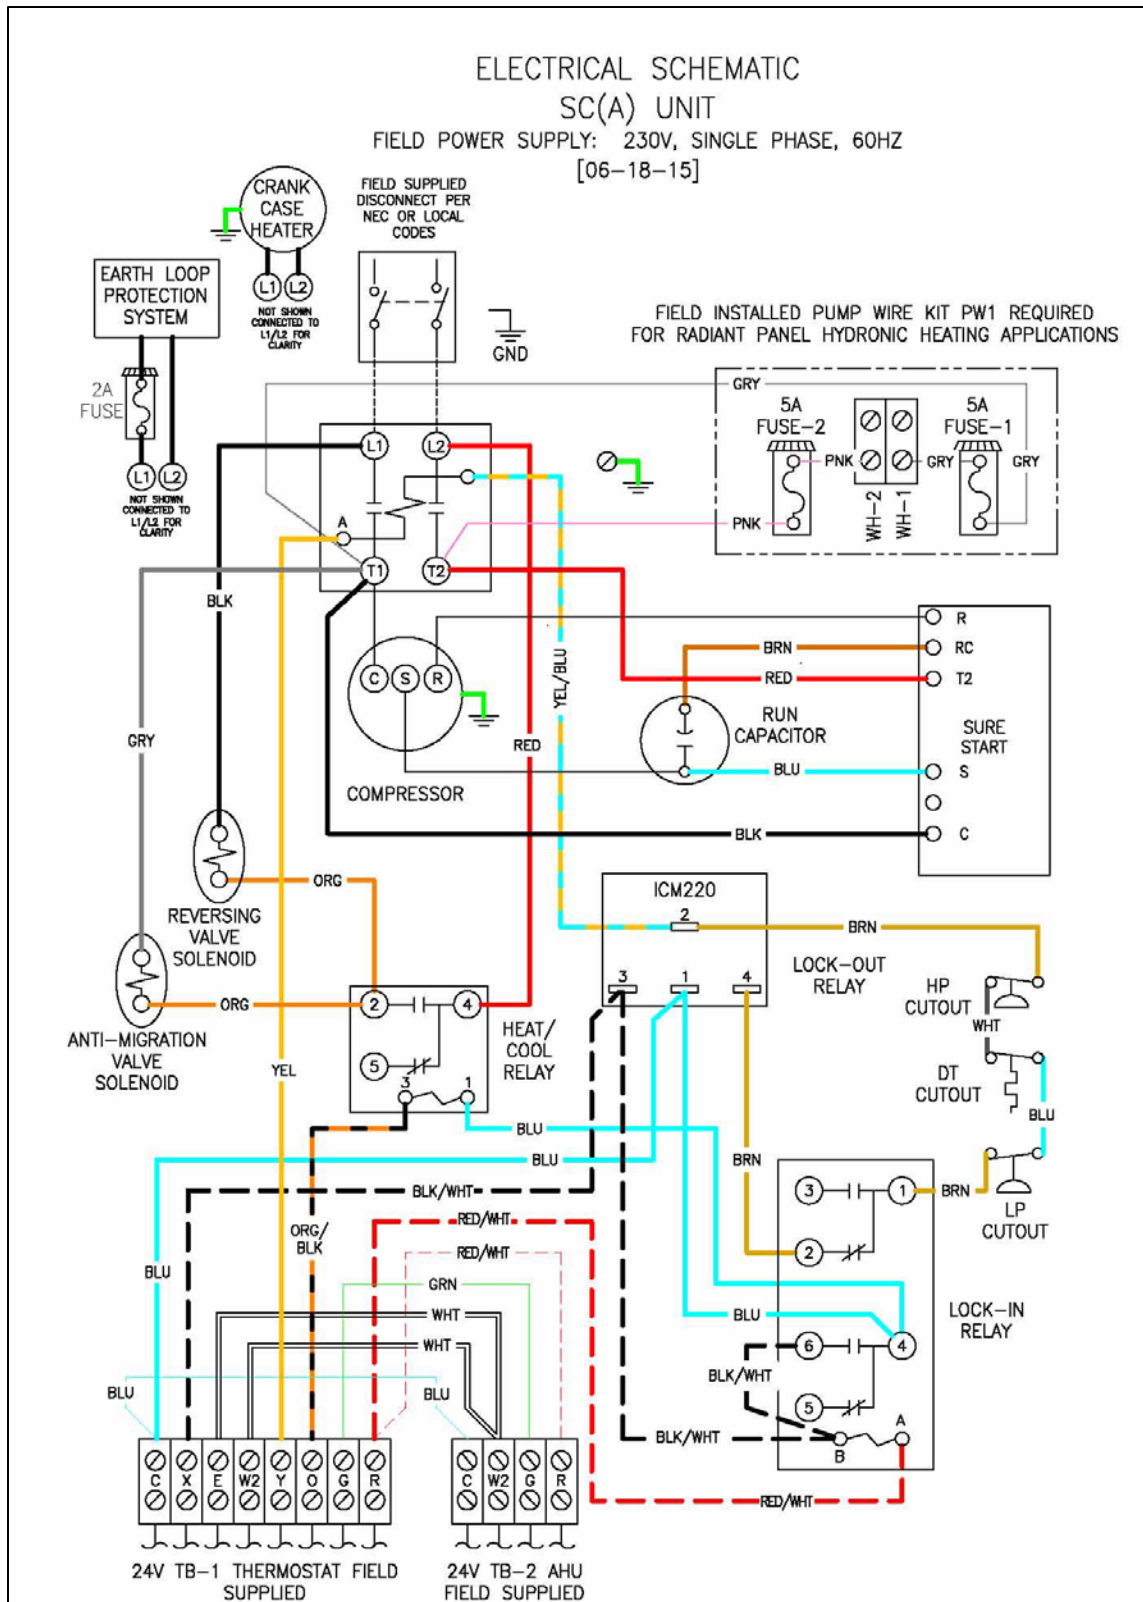 ELECTRICAL SCHEMATIC
SC(A) UNIT
FIELD POWER SUPPLY: 230V, SINGLE PHASE, 60HZ
[06-18-15]
CRANK
CASE
HEATER
L1 L2
NOT SHOWN
CONNECTED TO
L1/L2 FOR
CLARITY
FIELD SUPPLIED
DISCONNECT PER
NEC OR LOCAL
CODES
GND
EARTH LOOP
PROTECTION
SYSTEM
2A
FUSE
L1 L2
NOT SHOWN
CONNECTED TO
L1/L2 FOR
CLARITY
FIELD INSTALLED PUMP WIRE KIT PW1 REQUIRED
FOR RADIANT PANEL HYDRONIC HEATING APPLICATIONS
GRY
5A
FUSE-2
5A
FUSE-1
PNK
GRY
GRY
WH-2
WH-1
PNK
L1
L2
A
T1
T2
BLK
YEL/BLU
C S R
COMPRESSOR
RED
GRY
R
RC
T2
SURE
START
S
C
BRN
RED
RUN
CAPACITOR
BLU
BLK
ORG
REVERSING
VALVE
SOLENOID
ORG
ANTI-MIGRATION
VALVE
SOLENOID
YEL
2
4
5
3
1
HEAT/
COOL
RELAY
ICM220
2
3
1
4
LOCK-OUT
RELAY
BRN
HP
CUTOUT
WHT
DT
CUTOUT
BLU
LP
CUTOUT
BRN
BLU
BLU
BRN
BLK/WHT
RED/WHT
ORG/
BLK
RED/WHT
BLU
GRN
WHT
WHT
BLU
BLU
BLU
3
1
2
6
4
5
A
B
LOCK-IN
RELAY
BLK/WHT
BLK/WHT
RED/WHT
C X E W2 Y O G R
C W2 G R
24V TB-1 THERMOSTAT FIELD
SUPPLIED
24V TB-2 AHU
FIELD SUPPLIED